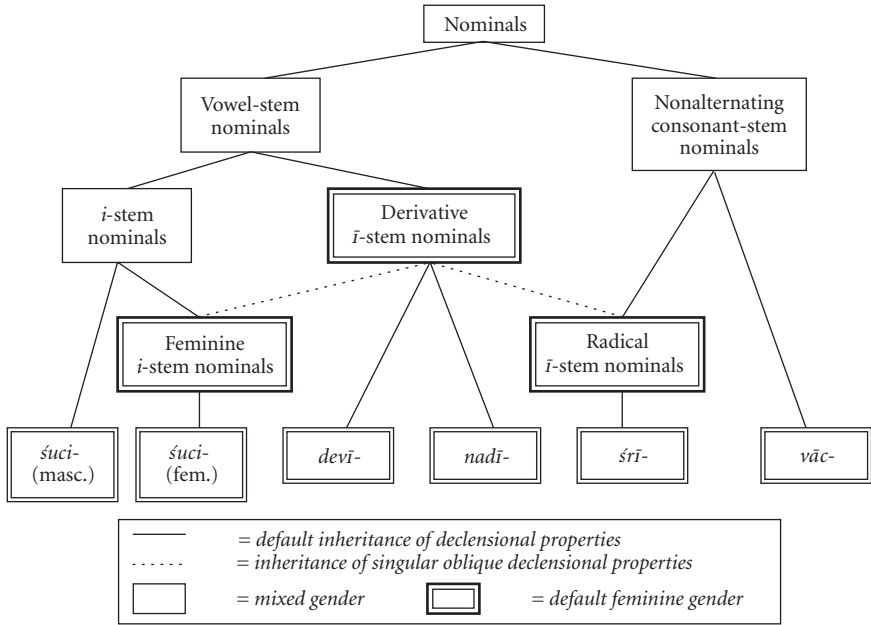 Nominals
Vowel-stem
nominals
Nonalternating
consonant-stem
nominals
i-stem
nominals
Derivative
ī-stem nominals
Feminine
i-stem nominals
Radical
ī-stem nominals
śuci-
(masc.)
śuci-
(fem.)
devī-
nadī-
śrī-
vāc-
= default inheritance of declensional properties
= inheritance of singular oblique declensional properties
= mixed gender
= default feminine gender